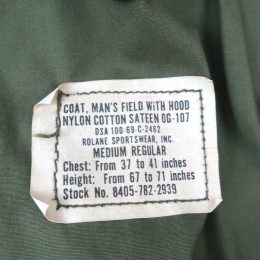 COAT, MAN'S FIELD WITH HOOD
NYLON COTTON SATEEN OG-107
DSA 100-69-C-2482
ROLANE SPORTSWEAR, INC.
MEDIUM REGULAR
Chest: From 37 to 41 inches
Height: From 67 to 71 inches
Stock No. 8405-782-2939